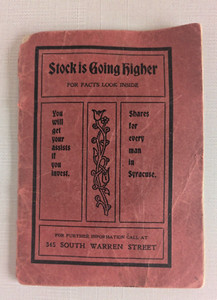 Stock is Going Higher
FOR FACTS LOOK INSIDE
You
will
get
your
assists
if
you
invest.
Shares
for
every
man
in
Syracuse.
FOR FURTHER INFORMATION CALL AT
345 SOUTH WARREN STREET